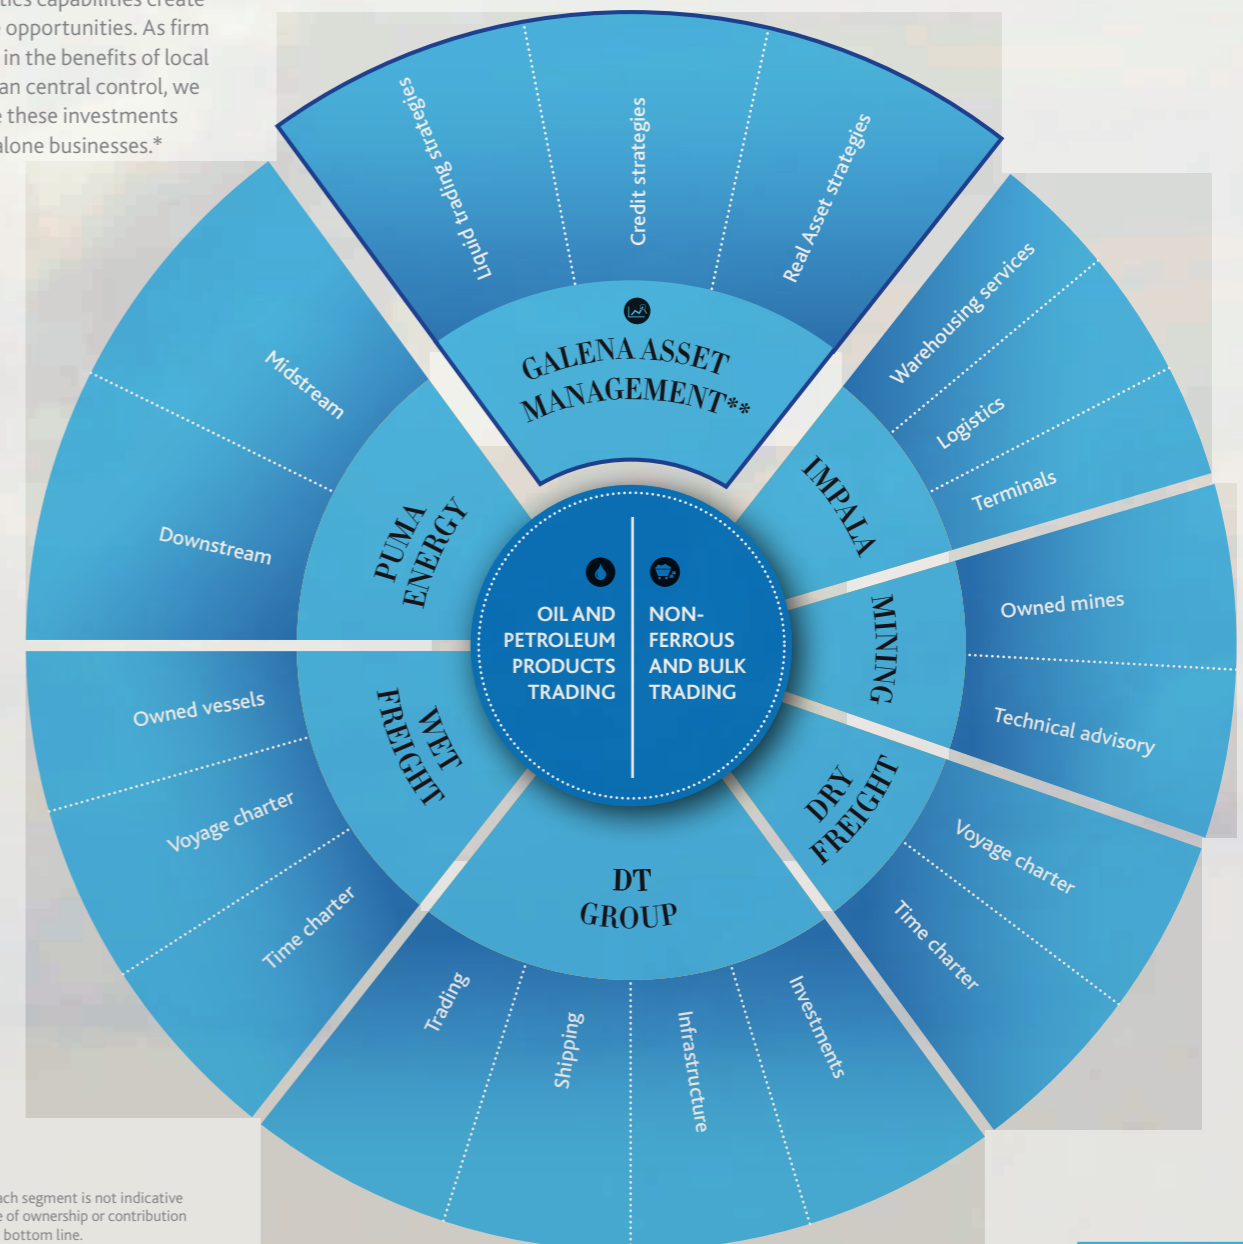 tics capabilities create
opportunities. As firm
in the benefits of local
an central control, we
these investments
alone businesses.*
Liquid trading strategies
Credit strategies
Real Asset strategies
GALENA ASSET
MANAGEMENT**
Warehousing services
Logistics
Terminals
IMPALA
Owned mines
Technical advisory
MINING
Voyage charter
Time charter
DRY
FREIGHT
Investments
Infrastructure
Shipping
Trading
DT
GROUP
Time charter
Voyage charter
Owned vessels
WET
FREIGHT
Downstream
Midstream
PUMA
ENERGY
OIL AND
PETROLEUM
PRODUCTS
TRADING
NON-
FERROUS
AND BULK
TRADING
ach segment is not indicative
e of ownership or contribution
bottom line.